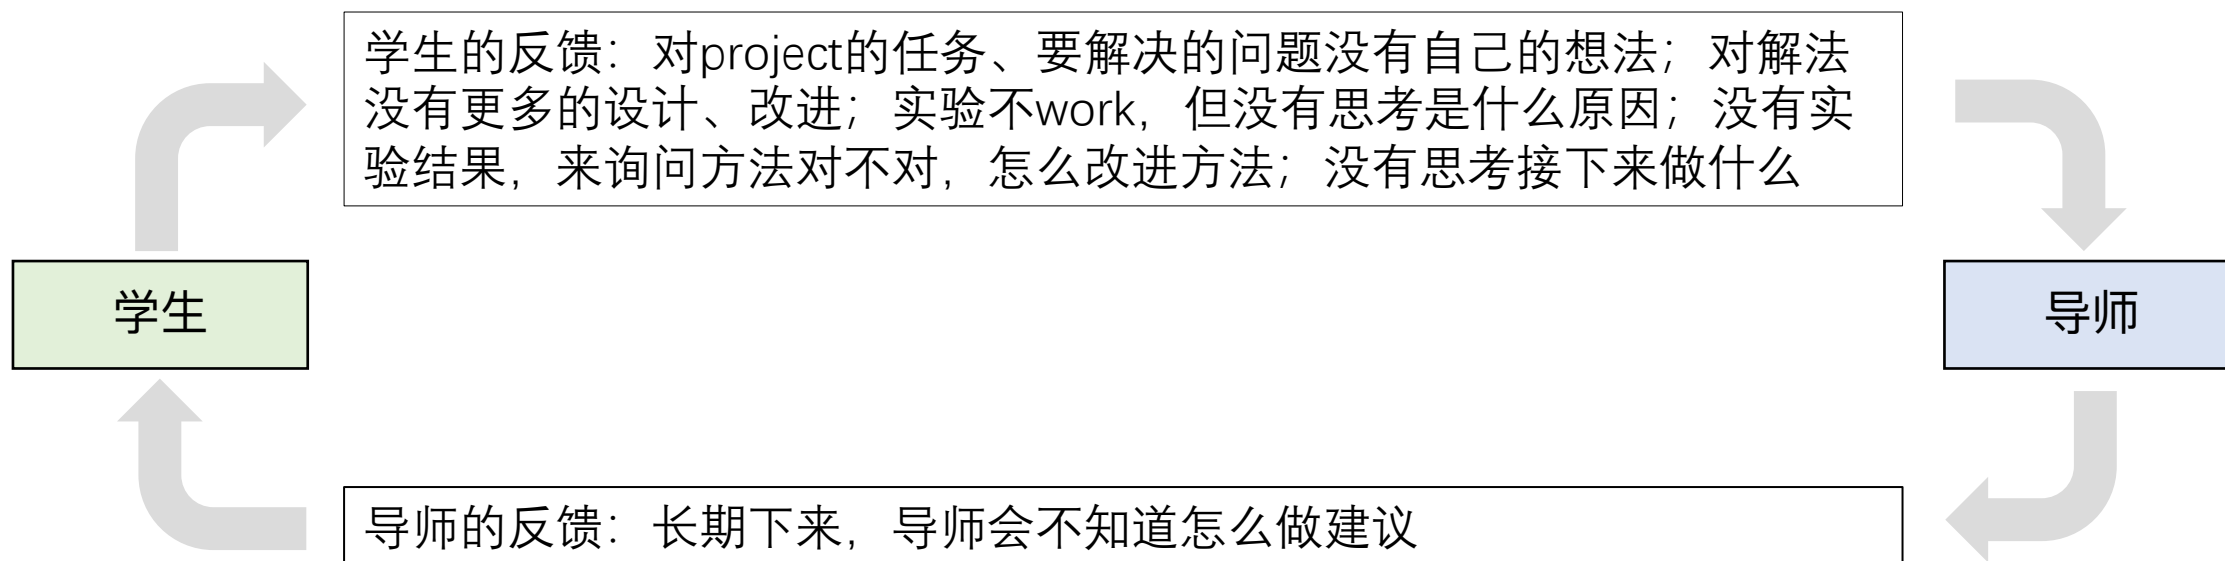 学生的反馈：对project的任务、要解决的问题没有自己的想法；对解法
没有更多的设计、改进；实验不work，但没有思考是什么原因；没有实
验结果，来询问方法对不对，怎么改进方法；没有思考接下来做什么
学生
导师
导师的反馈：长期下来，导师会不知道怎么做建议